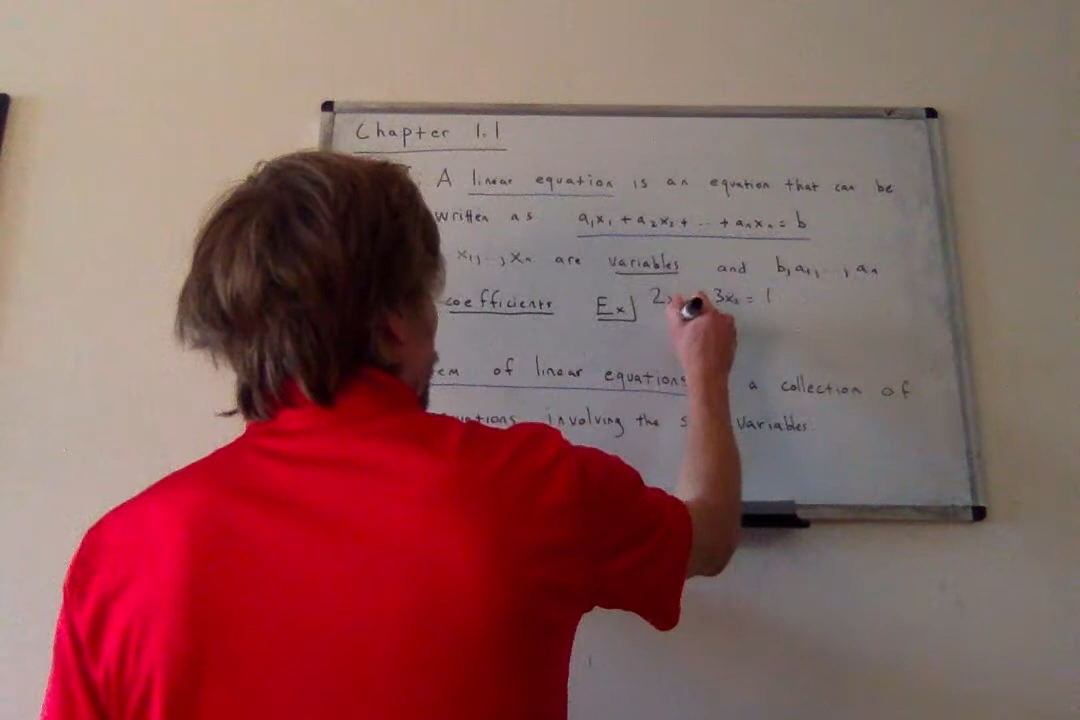 Chapter 1.1
A linear equation is an equation that can be
written as a₁x₁ + a₂x₂ + ... + aₙxₙ = b
x₁,...,xₙ are variables and b,a₁,...,aₙ
coefficients Ex] 2 3x₂ = 1
of linear equations a collection of
involving the variables.